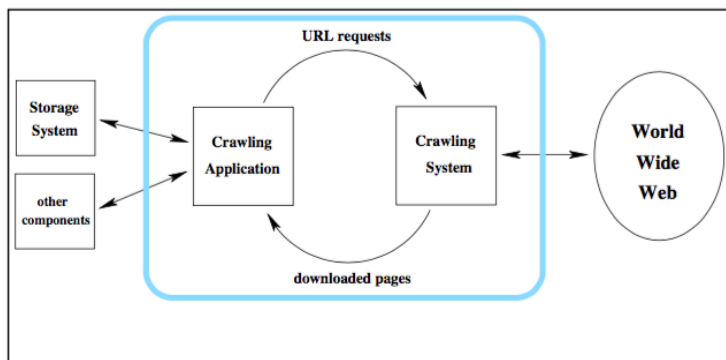 URL requests
Storage
System
Crawling
Application
Crawling
System
World
Wide
Web
other
components
downloaded pages